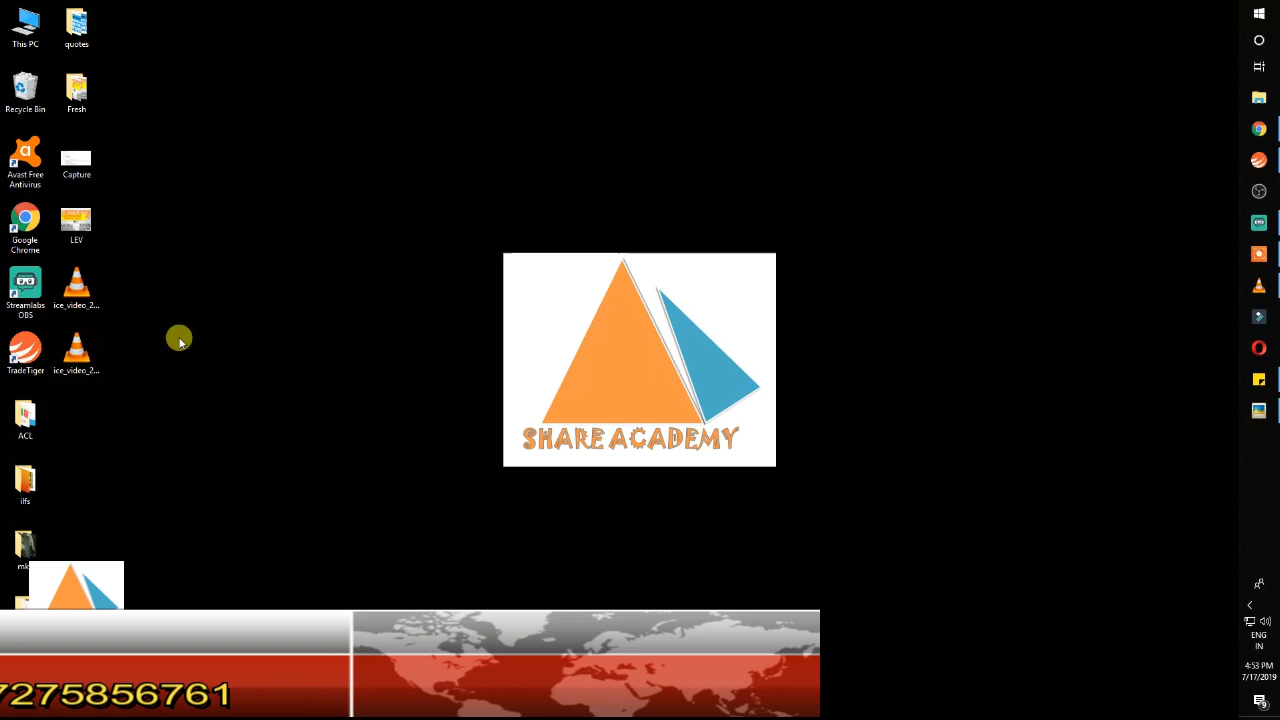 This PC
quotes
Recycle Bin
Fresh
Avast Free
Antivirus
Capture
Google
Chrome
LEV
Streamlabs
OBS
ice_video_2...
TradeTiger
ice_video_2...
ACL
ilfs
SHARE ACADEMY
7275856761
ENG
IN
4:53 PM
7/17/2019